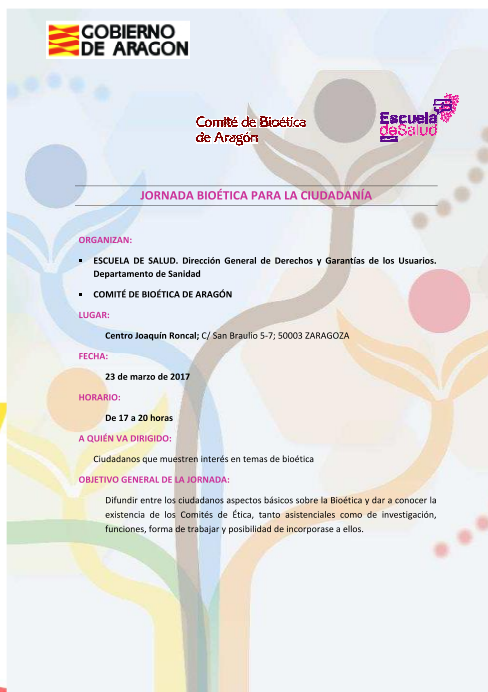 GOBIERNO
DE ARAGON
Comité de Bioética
de Aragón
Escuela
deSalud
JORNADA BIOÉTICA PARA LA CIUDADANÍA
ORGANIZAN:
▪ ESCUELA DE SALUD. Dirección General de Derechos y Garantías de los Usuarios.
Departamento de Sanidad
▪ COMITÉ DE BIOÉTICA DE ARAGÓN
LUGAR:
Centro Joaquín Roncal; C/ San Braulio 5-7; 50003 ZARAGOZA
FECHA:
23 de marzo de 2017
HORARIO:
De 17 a 20 horas
A QUIÉN VA DIRIGIDO:
Ciudadanos que muestren interés en temas de bioética
OBJETIVO GENERAL DE LA JORNADA:
Difundir entre los ciudadanos aspectos básicos sobre la Bioética y dar a conocer la
existencia de los Comités de Ética, tanto asistenciales como de investigación,
funciones, forma de trabajar y posibilidad de incorporase a ellos.